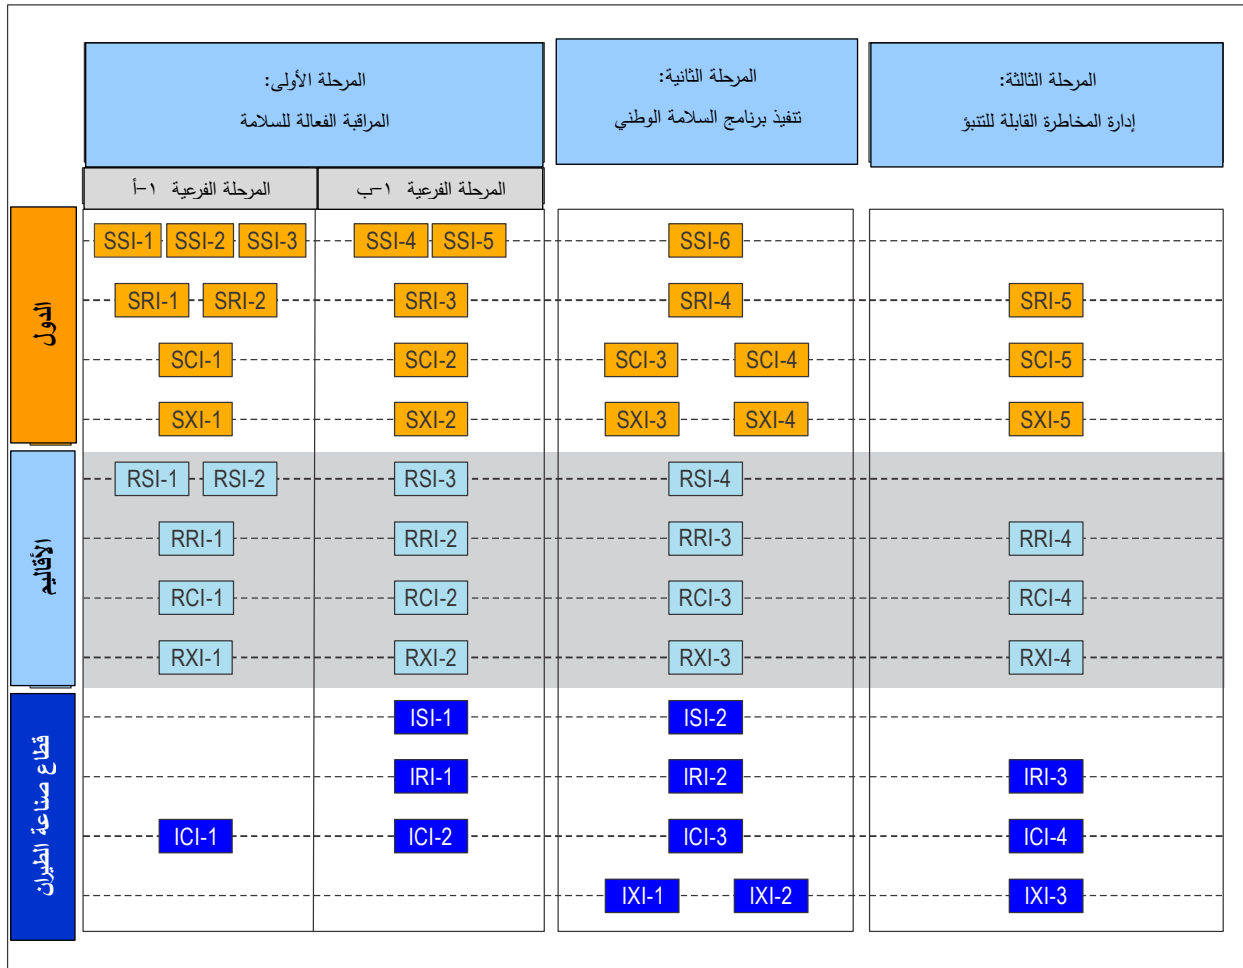 المرحلة الأولى:
المراقبة الفعالة للسلامة
المرحلة الثانية:
تنفيذ برنامج السلامة الوطني
المرحلة الثالثة:
إدارة المخاطرة القابلة للتنبؤ
المرحلة الفرعية ١-أ
المرحلة الفرعية ١-ب
الدول
SSI-1 SSI-2 SSI-3 SSI-4 SSI-5 SSI-6
SRI-1 SRI-2 SRI-3 SRI-4 SRI-5
SCI-1 SCI-2 SCI-3 SCI-4 SCI-5
SXI-1 SXI-2 SXI-3 SXI-4 SXI-5
الأقاليم
RSI-1 RSI-2 RSI-3 RSI-4
RRI-1 RRI-2 RRI-3 RRI-4
RCI-1 RCI-2 RCI-3 RCI-4
RXI-1 RXI-2 RXI-3 RXI-4
قطاع صناعة الطيران
ISI-1 ISI-2
IRI-1 IRI-2 IRI-3
ICI-1 ICI-2 ICI-3 ICI-4
IXI-1 IXI-2 IXI-3